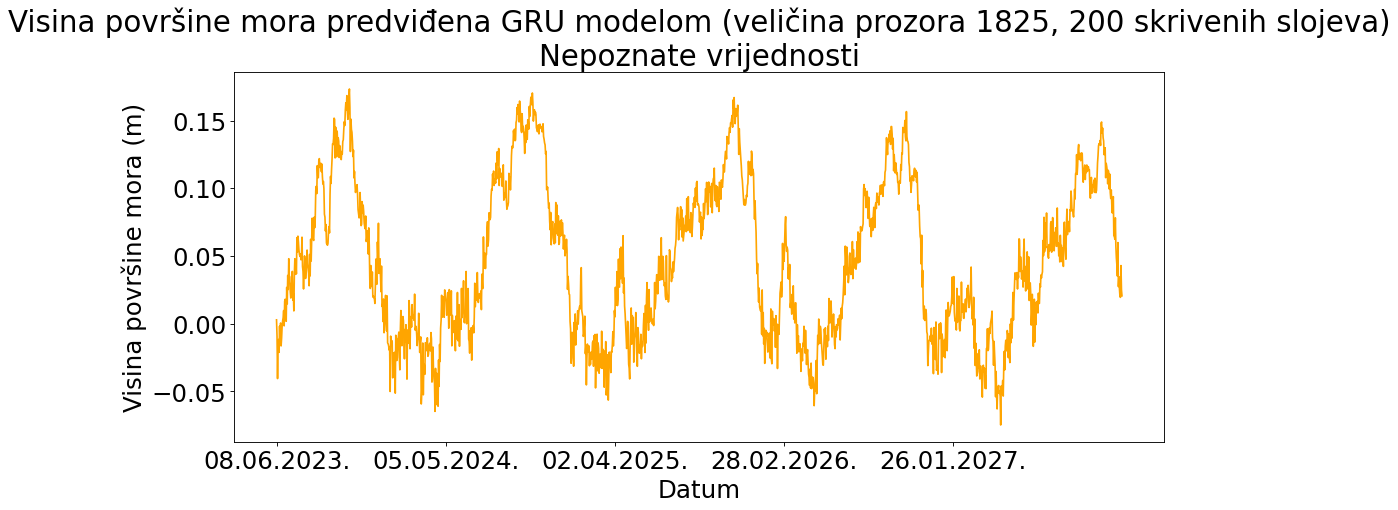 Visina površine mora predviđena GRU modelom (veličina prozora 1825, 200 skrivenih slojeva)
Nepoznate vrijednosti
Visina površine mora (m)
0.15
0.10
0.05
0.00
−0.05
08.06.2023. 05.05.2024. 02.04.2025. 28.02.2026. 26.01.2027.
Datum